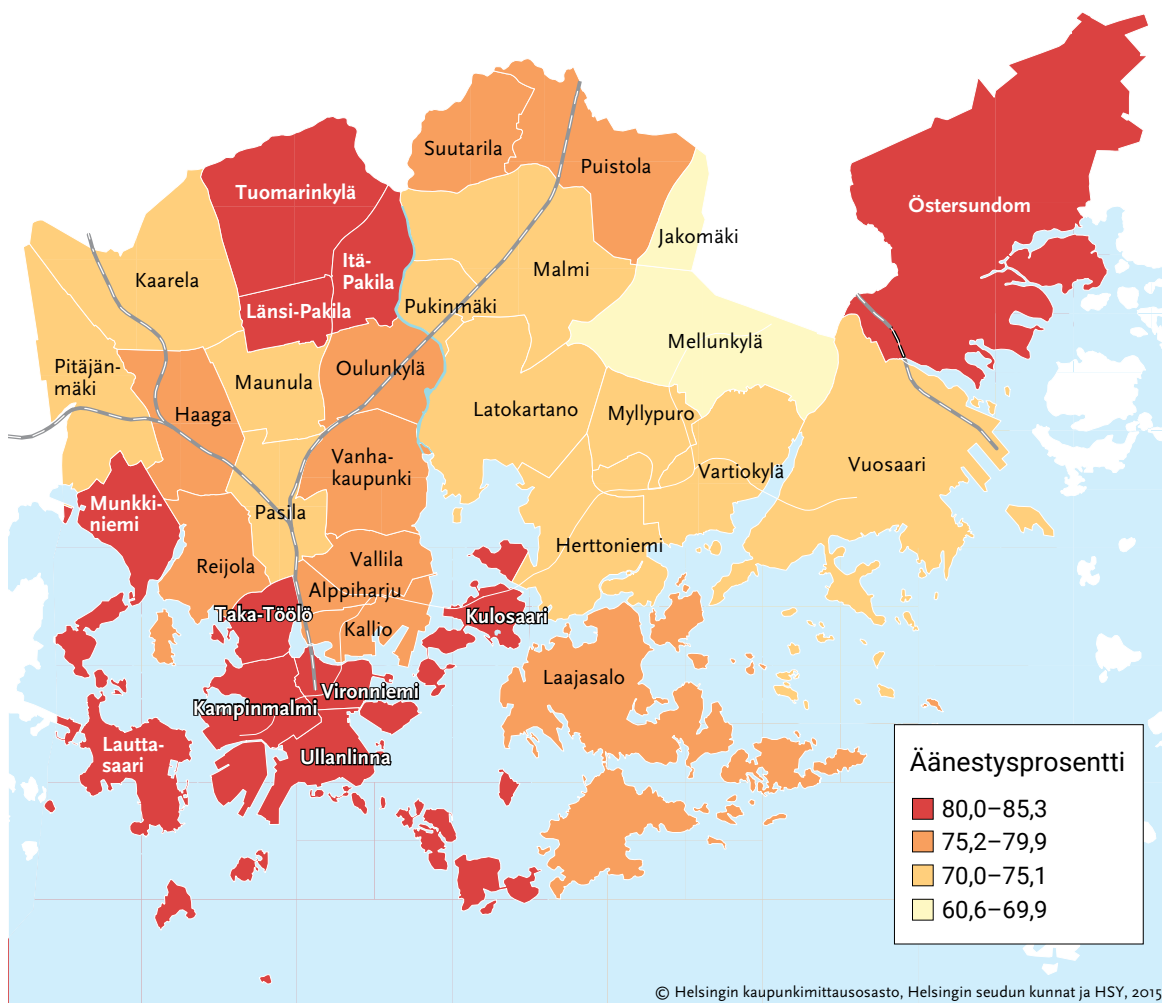 Suutarila
Puistola
Tuomarinkylä
Östersundom
Jakomäki
Itä-
Pakila
Malmi
Kaarela
Länsi-Pakila
Pukinmäki
Mellunkylä
Pitäjän-
mäki
Maunula
Oulunkylä
Haaga
Latokartano
Myllypuro
Vanha-
kaupunki
Vartiokylä
Vuosaari
Munkki-
niemi
Pasila
Herttoniemi
Reijola
Vallila
Alppiharju
Taka-Töölö
Kulosaari
Kallio
Laajasalo
Vironniemi
Kampinmalmi
Lautta-
saari
Ullanlinna
Äänestysprosentti
80,0–85,3
75,2–79,9
70,0–75,1
60,6–69,9
© Helsingin kaupunkimittausosasto, Helsingin seudun kunnat ja HSY, 2015